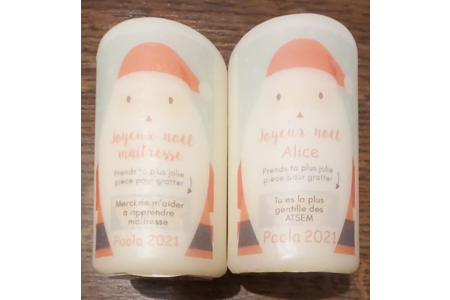 Joyeux noël
maîtresse
Prends ta plus jolie
pièce pour gratter
Merci de m'aider
à apprendre
maîtresse
Paola 2021
Joyeux noël
Alice
Prends ta plus jolie
pièce pour gratter
Tu es la plus
gentille des
ATSEM
Paola 2021